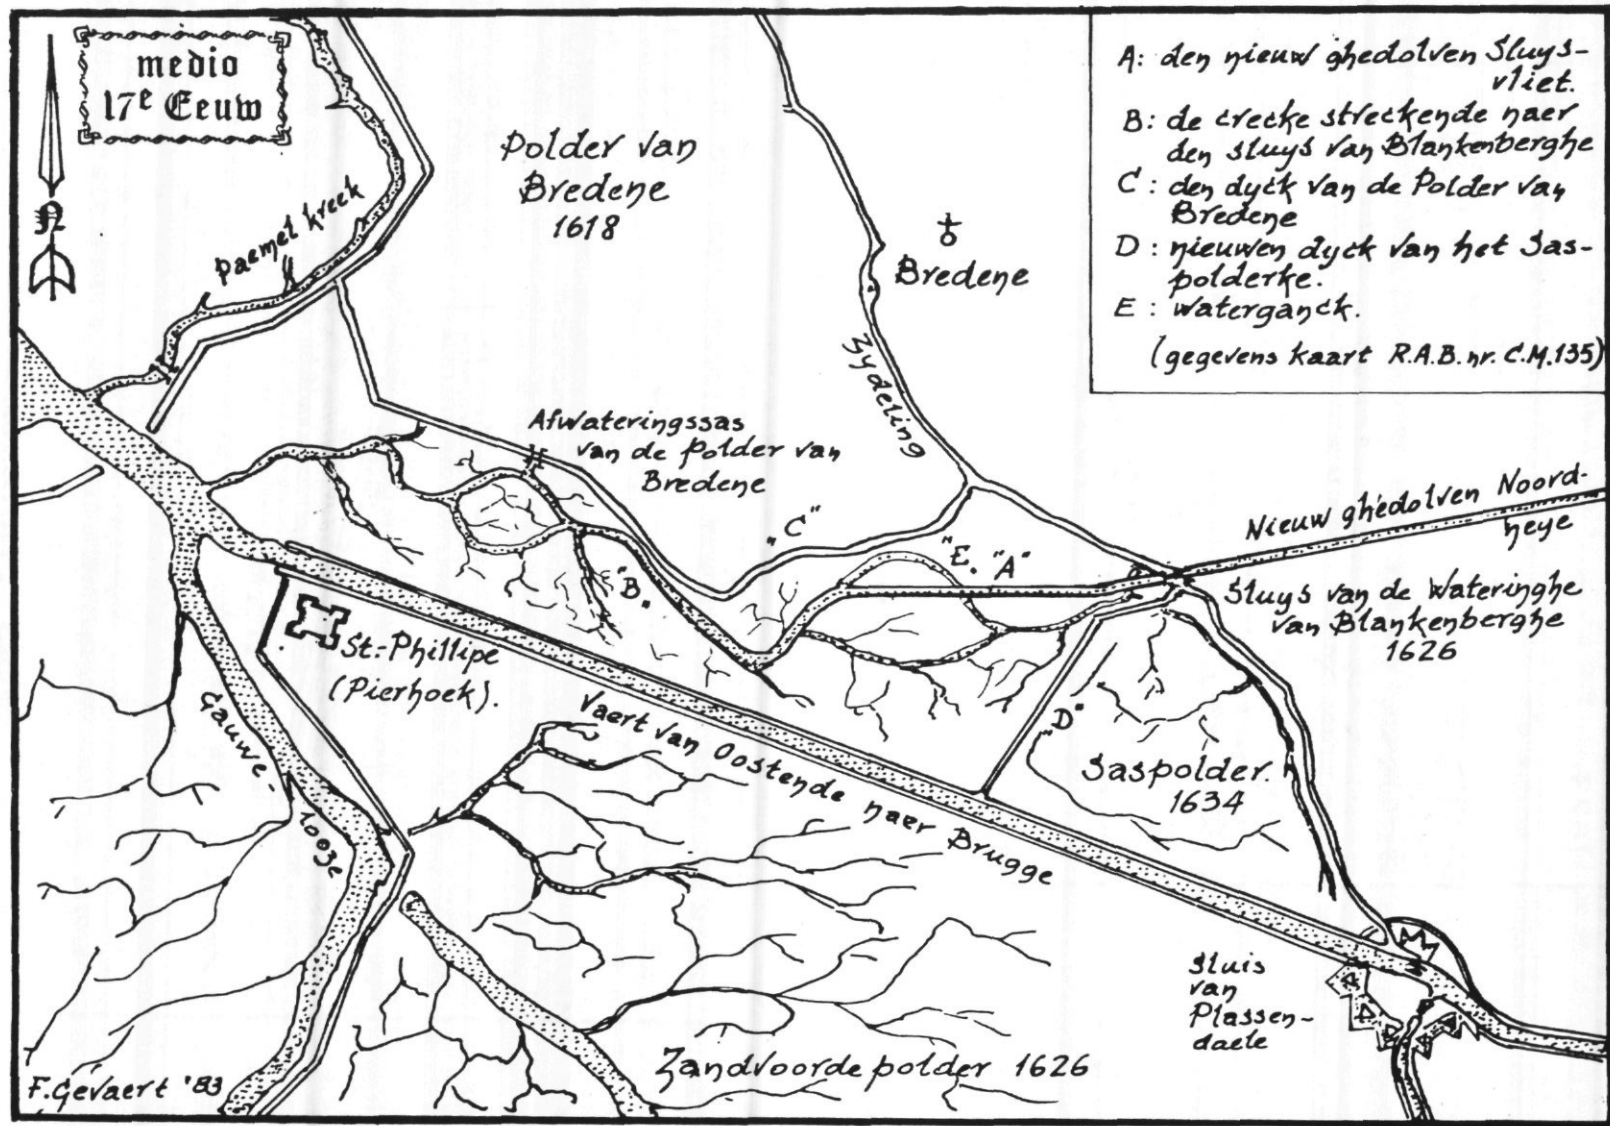 medio
17e Eeuw
N
Paemel kreek
Polder van
Bredene
1618
Bredene
Zydeling
A: den nieuw ghedolven Sluys-
vliet.
B: de crecke streckende naer
den sluys van Blankenberghe
C: den dyck van de Polder van
Bredene
D: nieuwen dyck van het Sas-
polderke.
E: waterganck.
(gegevens kaart R.A.B. nr. C.M.135)
Afwateringssas
van de Polder van
Bredene
"C"
"E"
"A"
"B"
Nieuw ghedolven Noord-
heye
Sluys van de Wateringhe
van Blankenberghe
1626
St.-Phillipe
(Pierhoek).
Gauwe-
looze
Vaert van Oostende naer Brugge
"D"
Saspolder.
1634
Sluis
van
Plassen-
daele
Zandvoorde polder 1626
F. Gevaert '83